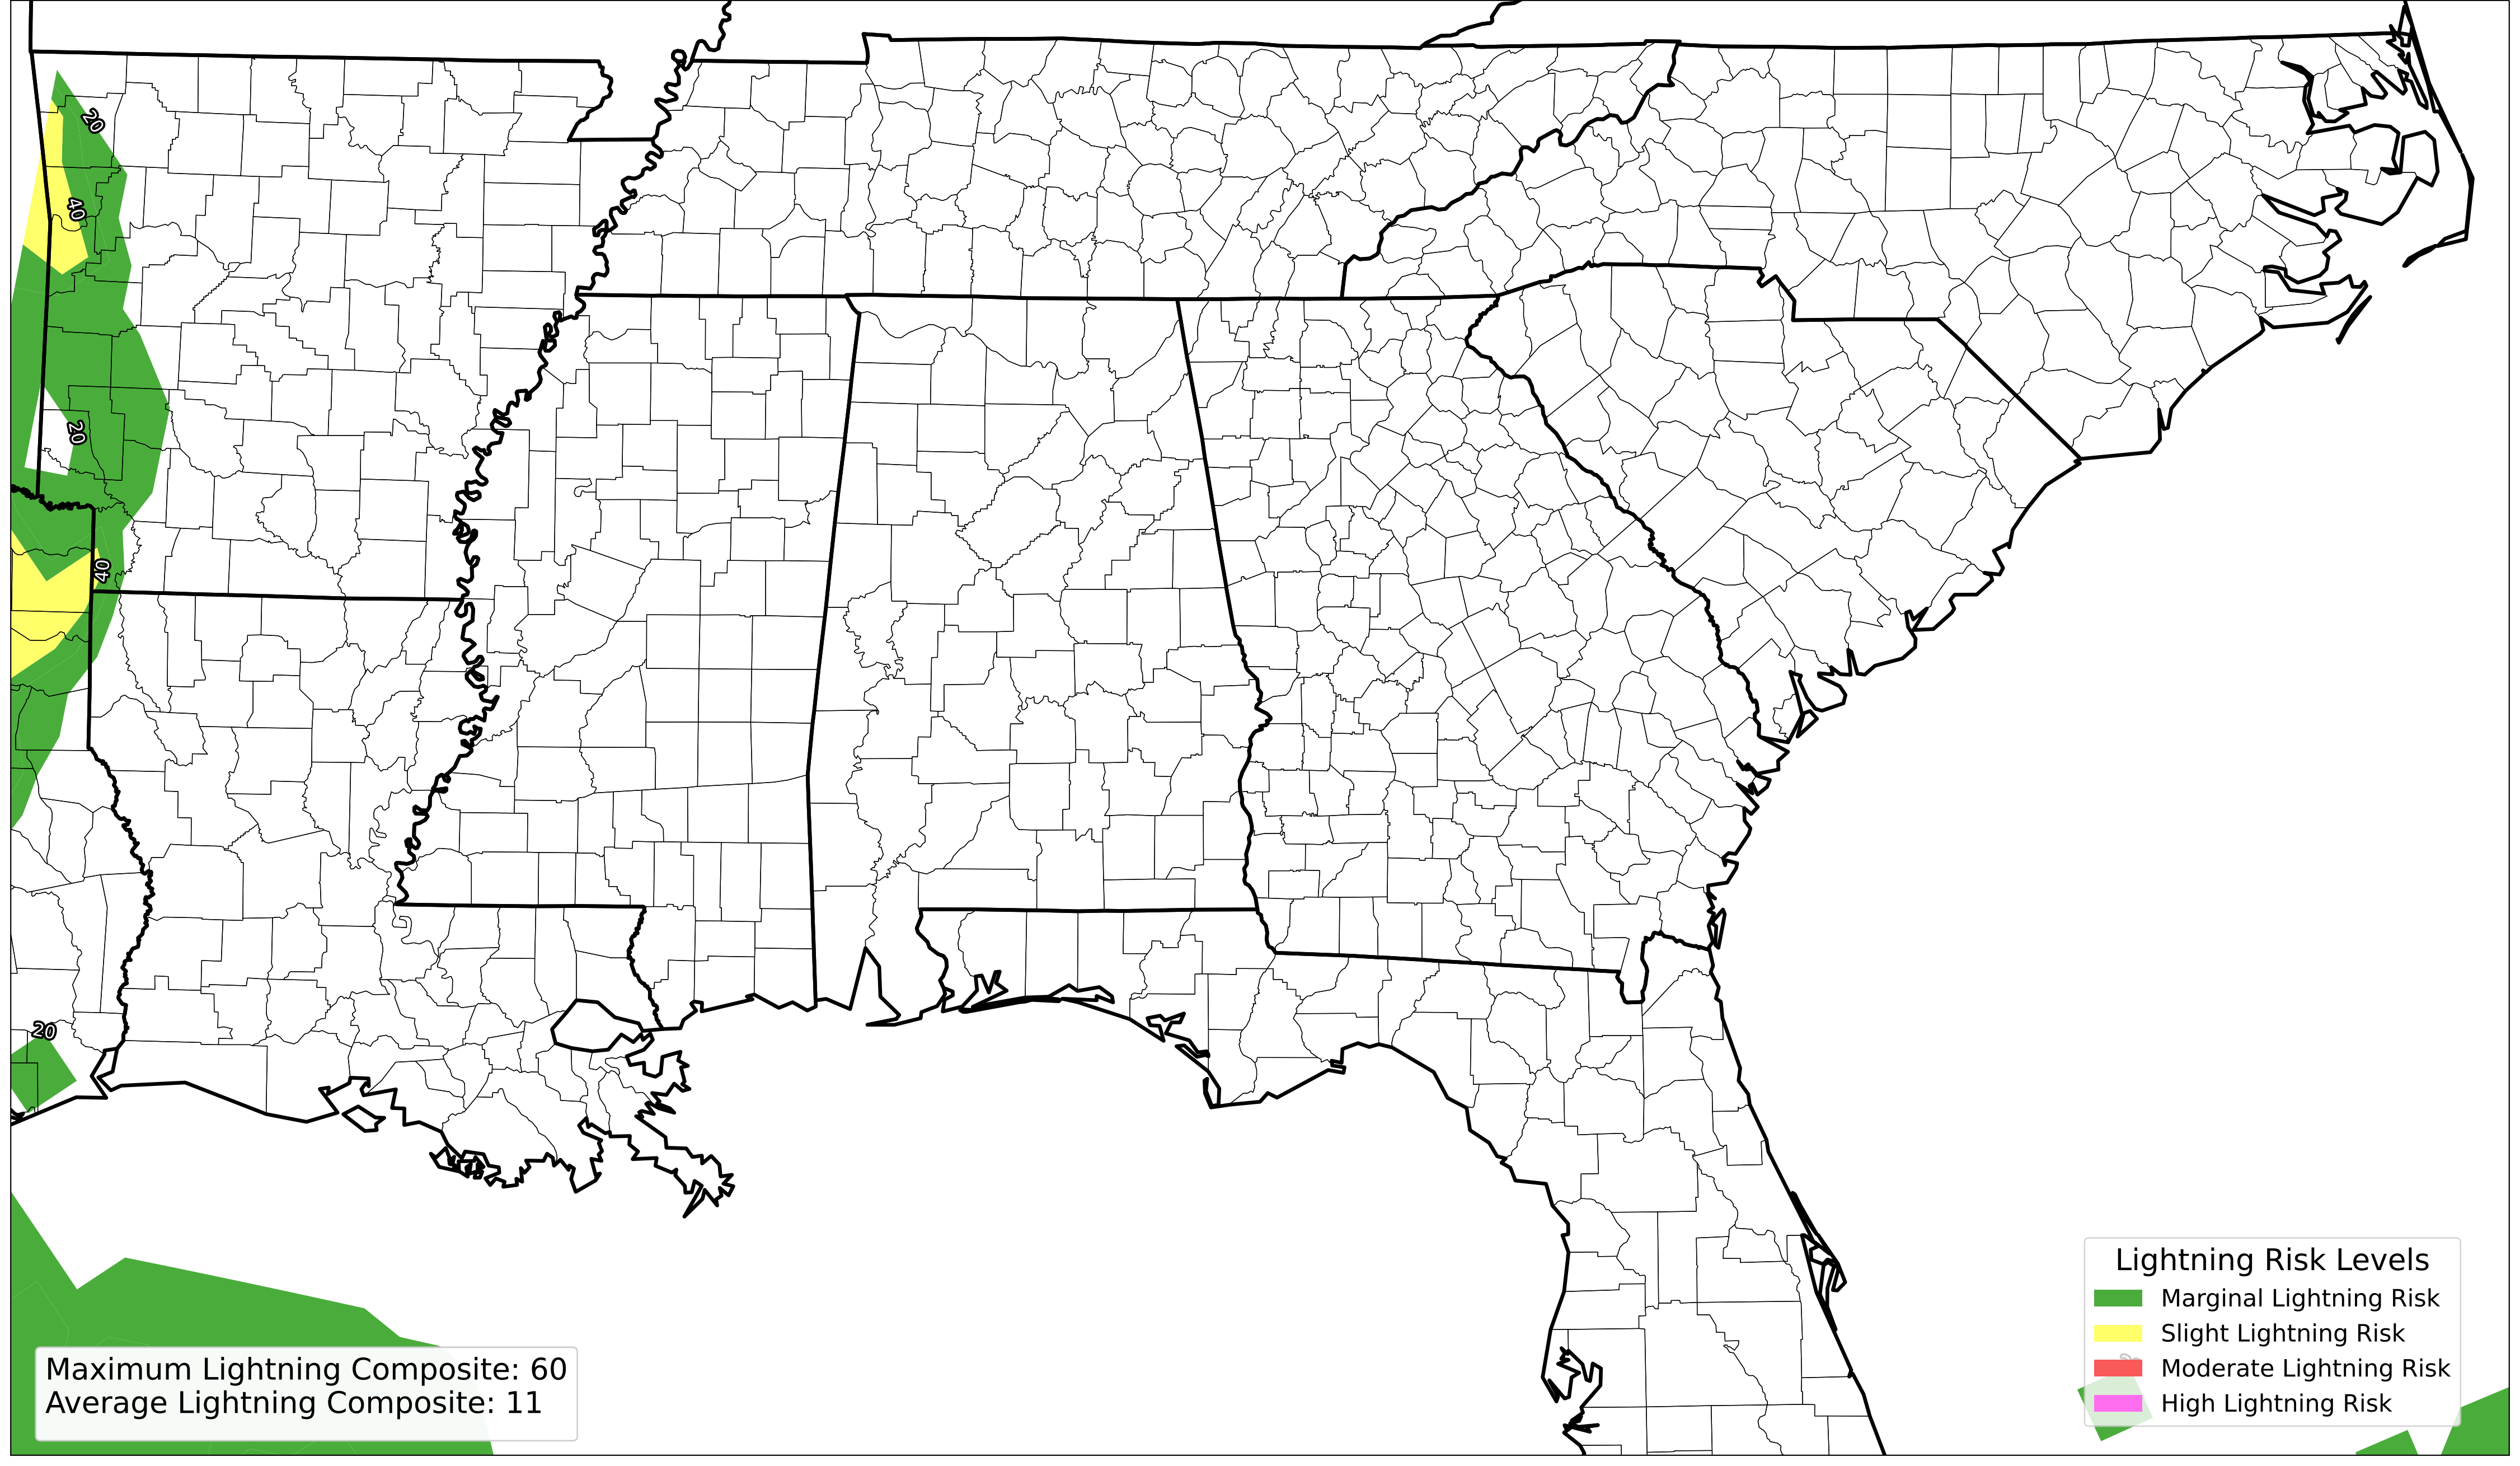 20
40
20
40
20
Lightning Risk Levels
Marginal Lightning Risk
Slight Lightning Risk
Moderate Lightning Risk
High Lightning Risk
Maximum Lightning Composite: 60
Average Lightning Composite: 11